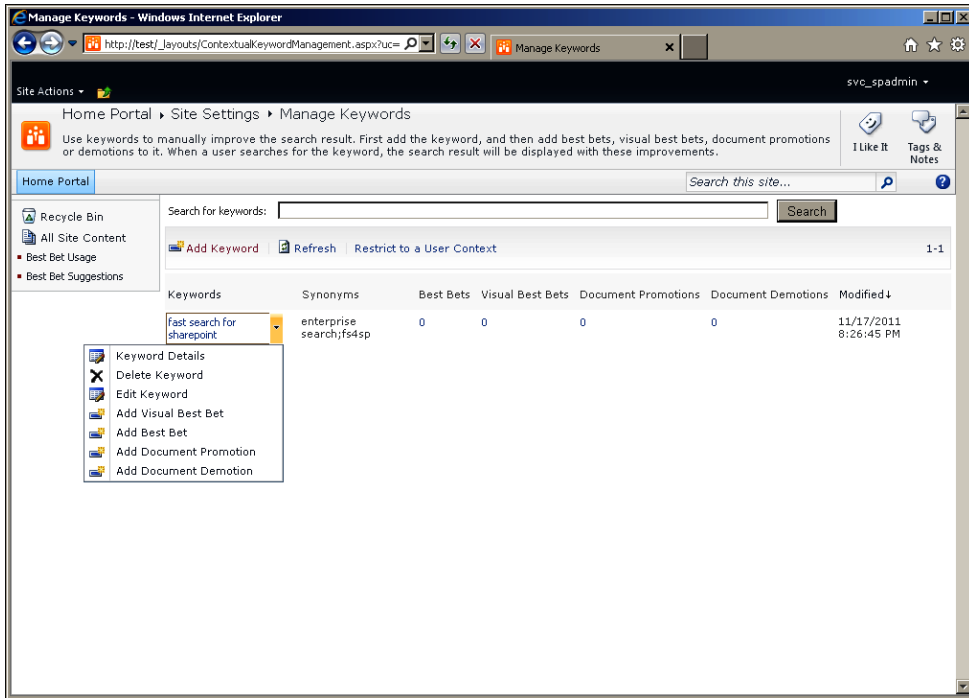 Manage Keywords - Windows Internet Explorer
http://test/_layouts/ContextualKeywordManagement.aspx?uc=
Manage Keywords
Site Actions
svc_spadmin
Home Portal ▸ Site Settings ▸ Manage Keywords
Use keywords to manually improve the search result. First add the keyword, and then add best bets, visual best bets, document promotions
or demotions to it. When a user searches for the keyword, the search result will be displayed with these improvements.
I Like It
Tags &
Notes
Home Portal
Search this site...
Recycle Bin
All Site Content
Best Bet Usage
Best Bet Suggestions
Search for keywords:
Search
Add Keyword
Refresh
Restrict to a User Context
1-1
Keywords Synonyms Best Bets Visual Best Bets Document Promotions Document Demotions Modified↓
fast search for
sharepoint
enterprise
search;fs4sp
0 0 0 0
11/17/2011
8:26:45 PM
Keyword Details
Delete Keyword
Edit Keyword
Add Visual Best Bet
Add Best Bet
Add Document Promotion
Add Document Demotion